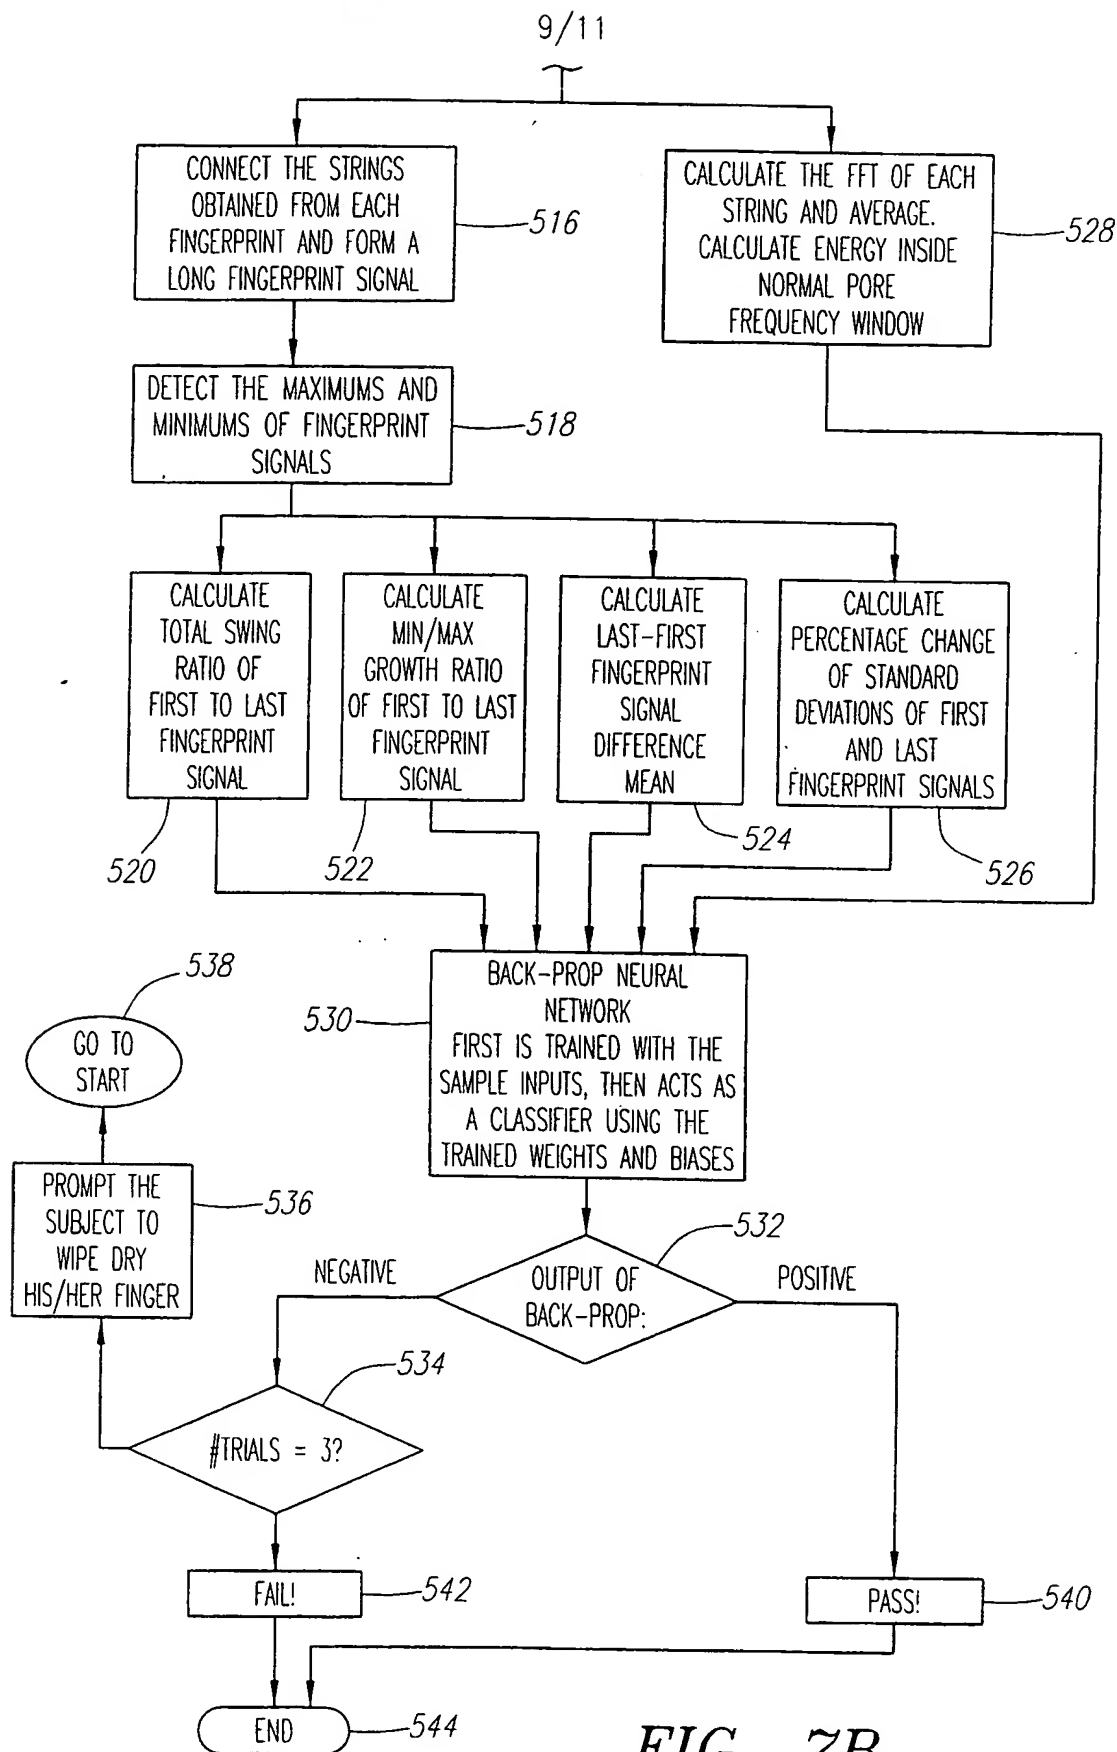 9/11
CONNECT THE STRINGS
OBTAINED FROM EACH
FINGERPRINT AND FORM A
LONG FINGERPRINT SIGNAL
516
CALCULATE THE FFT OF EACH
STRING AND AVERAGE.
CALCULATE ENERGY INSIDE
NORMAL PORE
FREQUENCY WINDOW
528
DETECT THE MAXIMUMS AND
MINIMUMS OF FINGERPRINT
SIGNALS
518
CALCULATE
TOTAL SWING
RATIO OF
FIRST TO LAST
FINGERPRINT
SIGNAL
520
CALCULATE
MIN/MAX
GROWTH RATIO
OF FIRST TO LAST
FINGERPRINT
SIGNAL
522
CALCULATE
LAST-FIRST
FINGERPRINT
SIGNAL
DIFFERENCE
MEAN
524
CALCULATE
PERCENTAGE CHANGE
OF STANDARD
DEVIATIONS OF FIRST
AND LAST
FINGERPRINT SIGNALS
526
BACK-PROP NEURAL
NETWORK
FIRST IS TRAINED WITH THE
SAMPLE INPUTS, THEN ACTS AS
A CLASSIFIER USING THE
TRAINED WEIGHTS AND BIASES
530
538
GO TO
START
PROMPT THE
SUBJECT TO
WIPE DRY
HIS/HER FINGER
536
532
NEGATIVE
OUTPUT OF
BACK-PROP:
POSITIVE
534
#TRIALS = 3?
FAIL!
542
PASS!
540
END
544
FIG. 7B